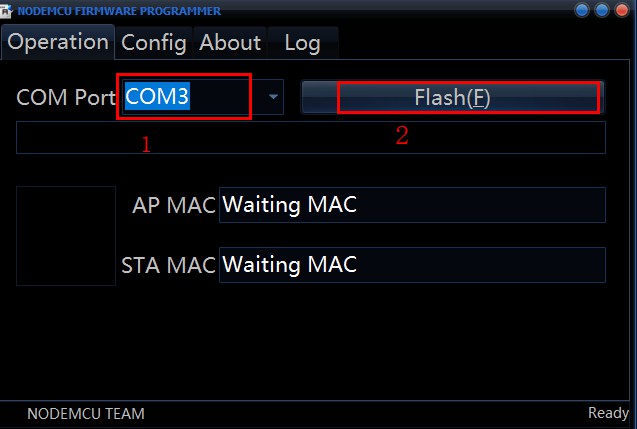 NODEMCU FIRMWARE PROGRAMMER
Operation Config About Log
COM Port COM3 Flash(F)
1 2
AP MAC Waiting MAC
STA MAC Waiting MAC
NODEMCU TEAM Ready